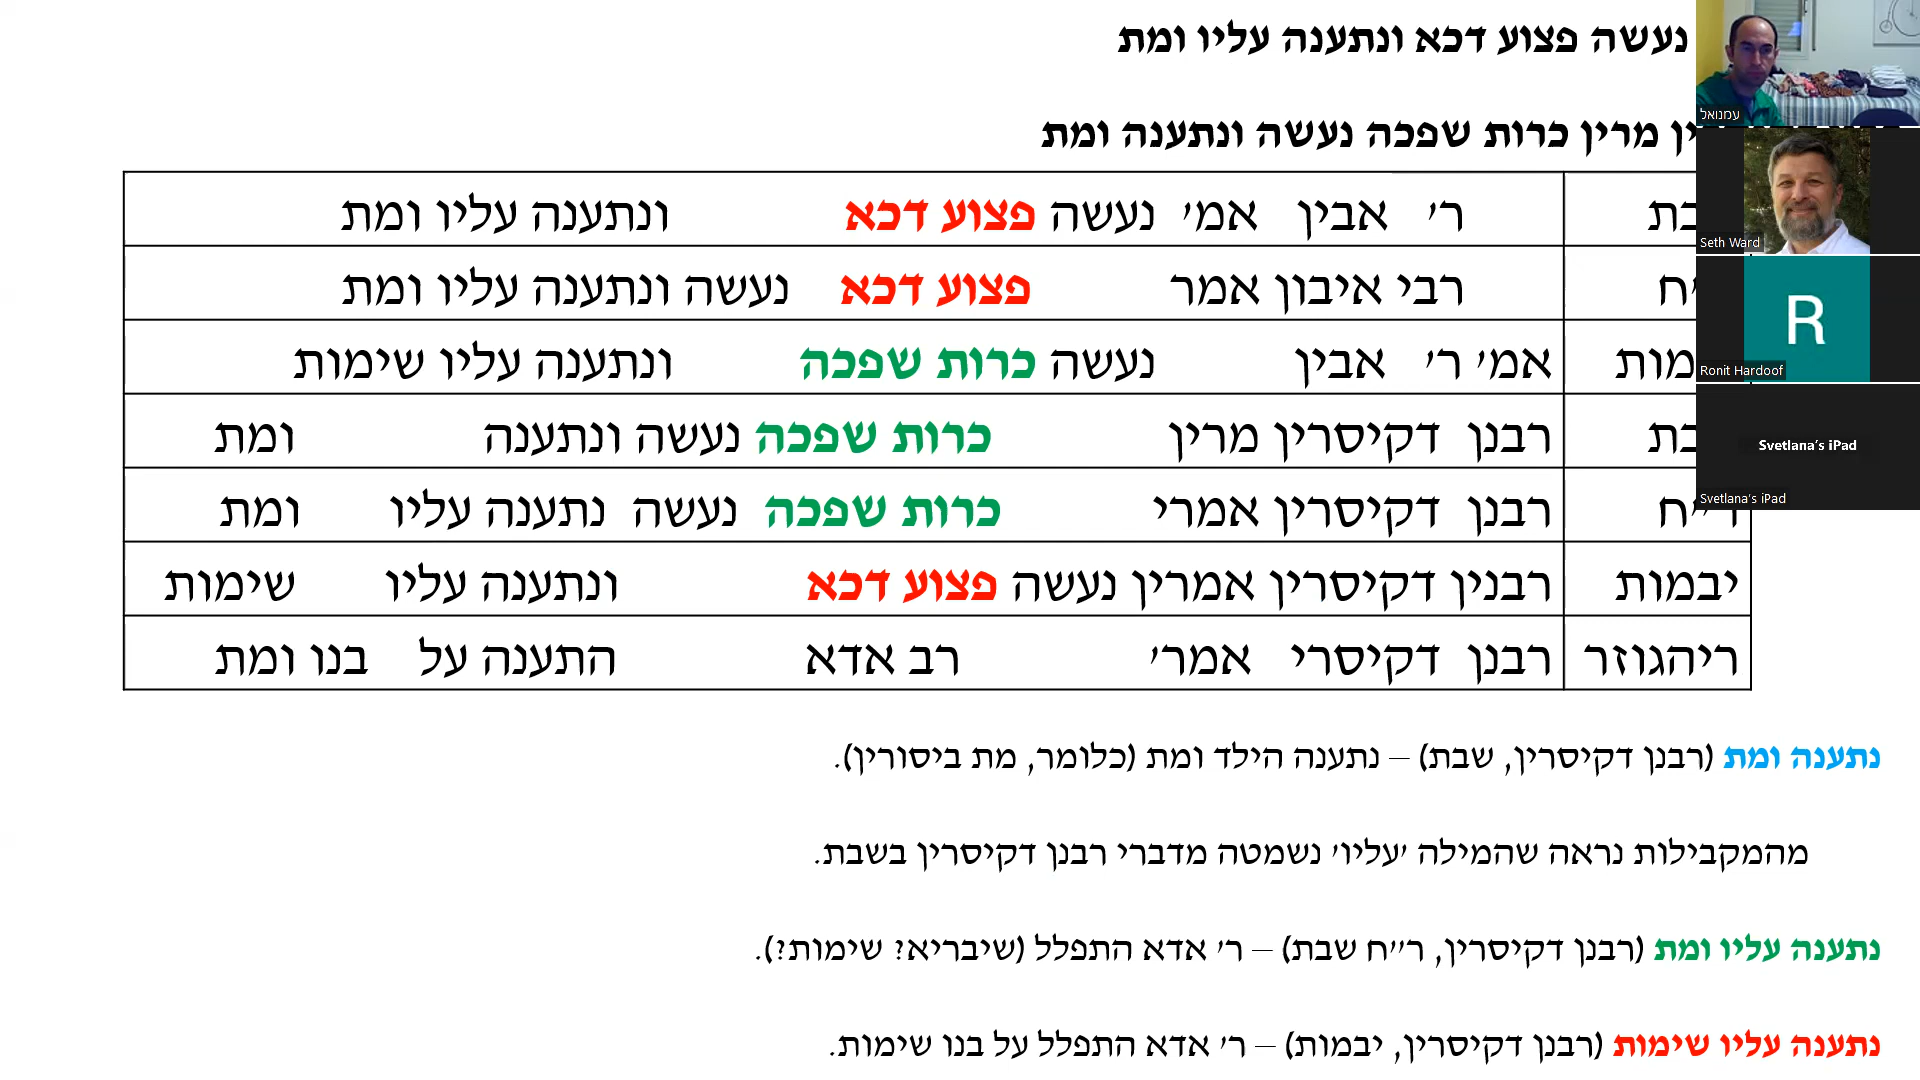 נעשה פצוע דכא ונתענה עליו ומת
מרין כרות שפכה נעשה ונתענה ומת
ר׳ אבין אמ׳ נעשה פצוע דכא ונתענה עליו ומת
רבי איבון אמר פצוע דכא נעשה ונתענה עליו ומת
אמ׳ ר׳ אבין נעשה כרות שפכה ונתענה עליו שימות
רבנן דקיסרין מרין כרות שפכה נעשה ונתענה ומת
ר״ח רבנן דקיסרין אמרי כרות שפכה נעשה נתענה עליו ומת
יבמות רבנין דקיסרין אמרין נעשה פצוע דכא ונתענה עליו שימות
ריהגוזר רבנן דקיסרי אמר׳ רב אדא התענה על בנו ומת
נתענה ומת (רבנן דקיסרין, שבת) – נתענה הילד ומת (כלומר, מת ביסורין).
מהמקבילות נראה שהמילה ׳עליו׳ נשמטה מדברי רבנן דקיסרין בשבת.
נתענה עליו ומת (רבנן דקיסרין, ר״ח שבת) – ר׳ אדא התפלל (שיבריא? שימות?).
נתענה עליו שימות (רבנן דקיסרין, יבמות) – ר׳ אדא התפלל על בנו שימות.
עמנואל
Seth Ward
R
Ronit Hardoof
Svetlana's iPad
Svetlana's iPad